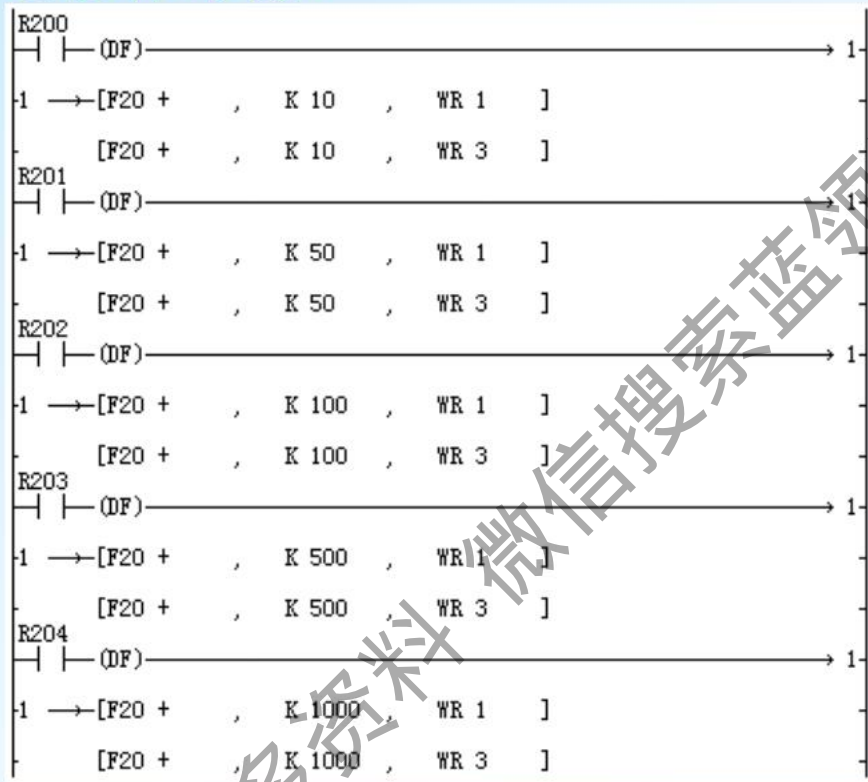 R200
(DF) 1
1 [F20 + , K 10 , WR 1 ]
[F20 + , K 10 , WR 3 ]
R201
(DF) 1
1 [F20 + , K 50 , WR 1 ]
[F20 + , K 50 , WR 3 ]
R202
(DF) 1
1 [F20 + , K 100 , WR 1 ]
[F20 + , K 100 , WR 3 ]
R203
(DF) 1
1 [F20 + , K 500 , WR 1 ]
[F20 + , K 500 , WR 3 ]
R204
(DF) 1
1 [F20 + , K 1000 , WR 1 ]
[F20 + , K 1000 , WR 3 ]
多资料 微信搜索蓝领